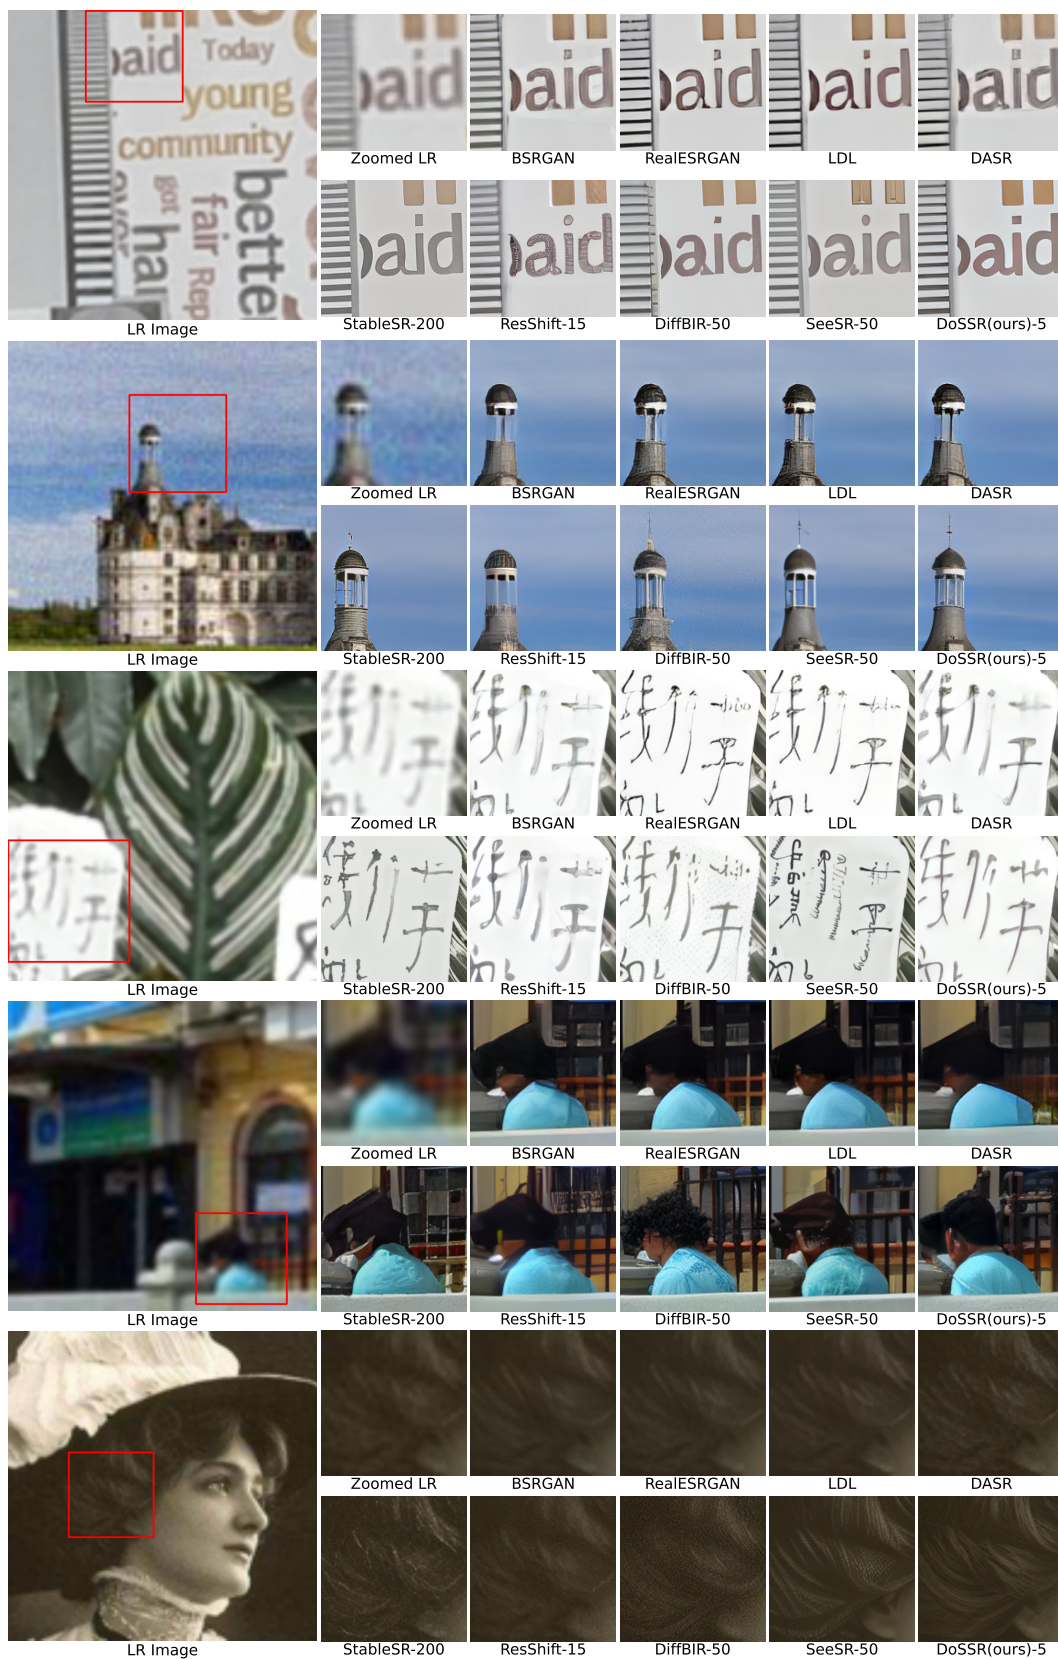 paid
Today
young
community
got
fair
Rep
hai
bette
LR Image
paid
Zoomed LR
paid
BSRGAN
paid
RealESRGAN
paid
LDL
paid
DASR
paid
StableSR-200
paid
ResShift-15
paid
DiffBIR-50
paid
SeeSR-50
paid
DoSSR(ours)-5
LR Image
Zoomed LR
BSRGAN
RealESRGAN
LDL
DASR
StableSR-200
ResShift-15
DiffBIR-50
SeeSR-50
DoSSR(ours)-5
LR Image
Zoomed LR
BSRGAN
RealESRGAN
LDL
DASR
StableSR-200
ResShift-15
DiffBIR-50
SeeSR-50
DoSSR(ours)-5
LR Image
Zoomed LR
BSRGAN
RealESRGAN
LDL
DASR
StableSR-200
ResShift-15
DiffBIR-50
SeeSR-50
DoSSR(ours)-5
LR Image
Zoomed LR
BSRGAN
RealESRGAN
LDL
DASR
StableSR-200
ResShift-15
DiffBIR-50
SeeSR-50
DoSSR(ours)-5